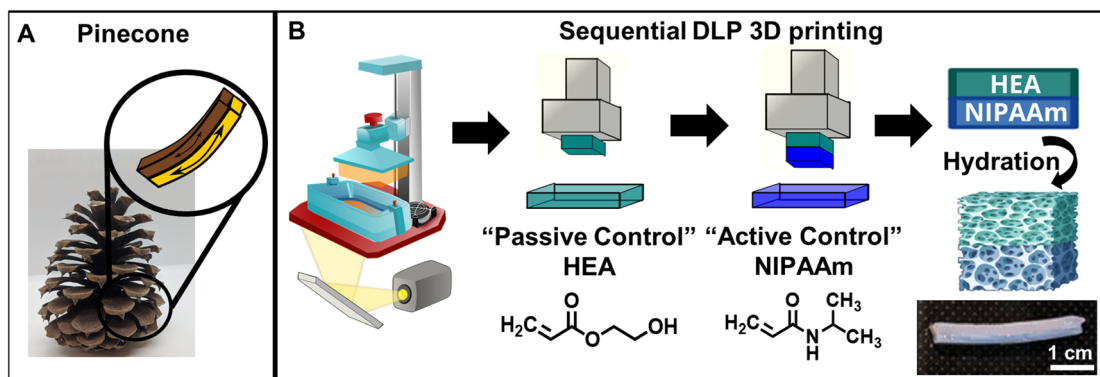 A
Pinecone
B
Sequential DLP 3D printing
HEA
NIPAAm
Hydration
“Passive Control”
HEA
“Active Control”
NIPAAm
H₂C
O
O
OH
H₂C
O
N
H
CH₃
CH₃
1 cm